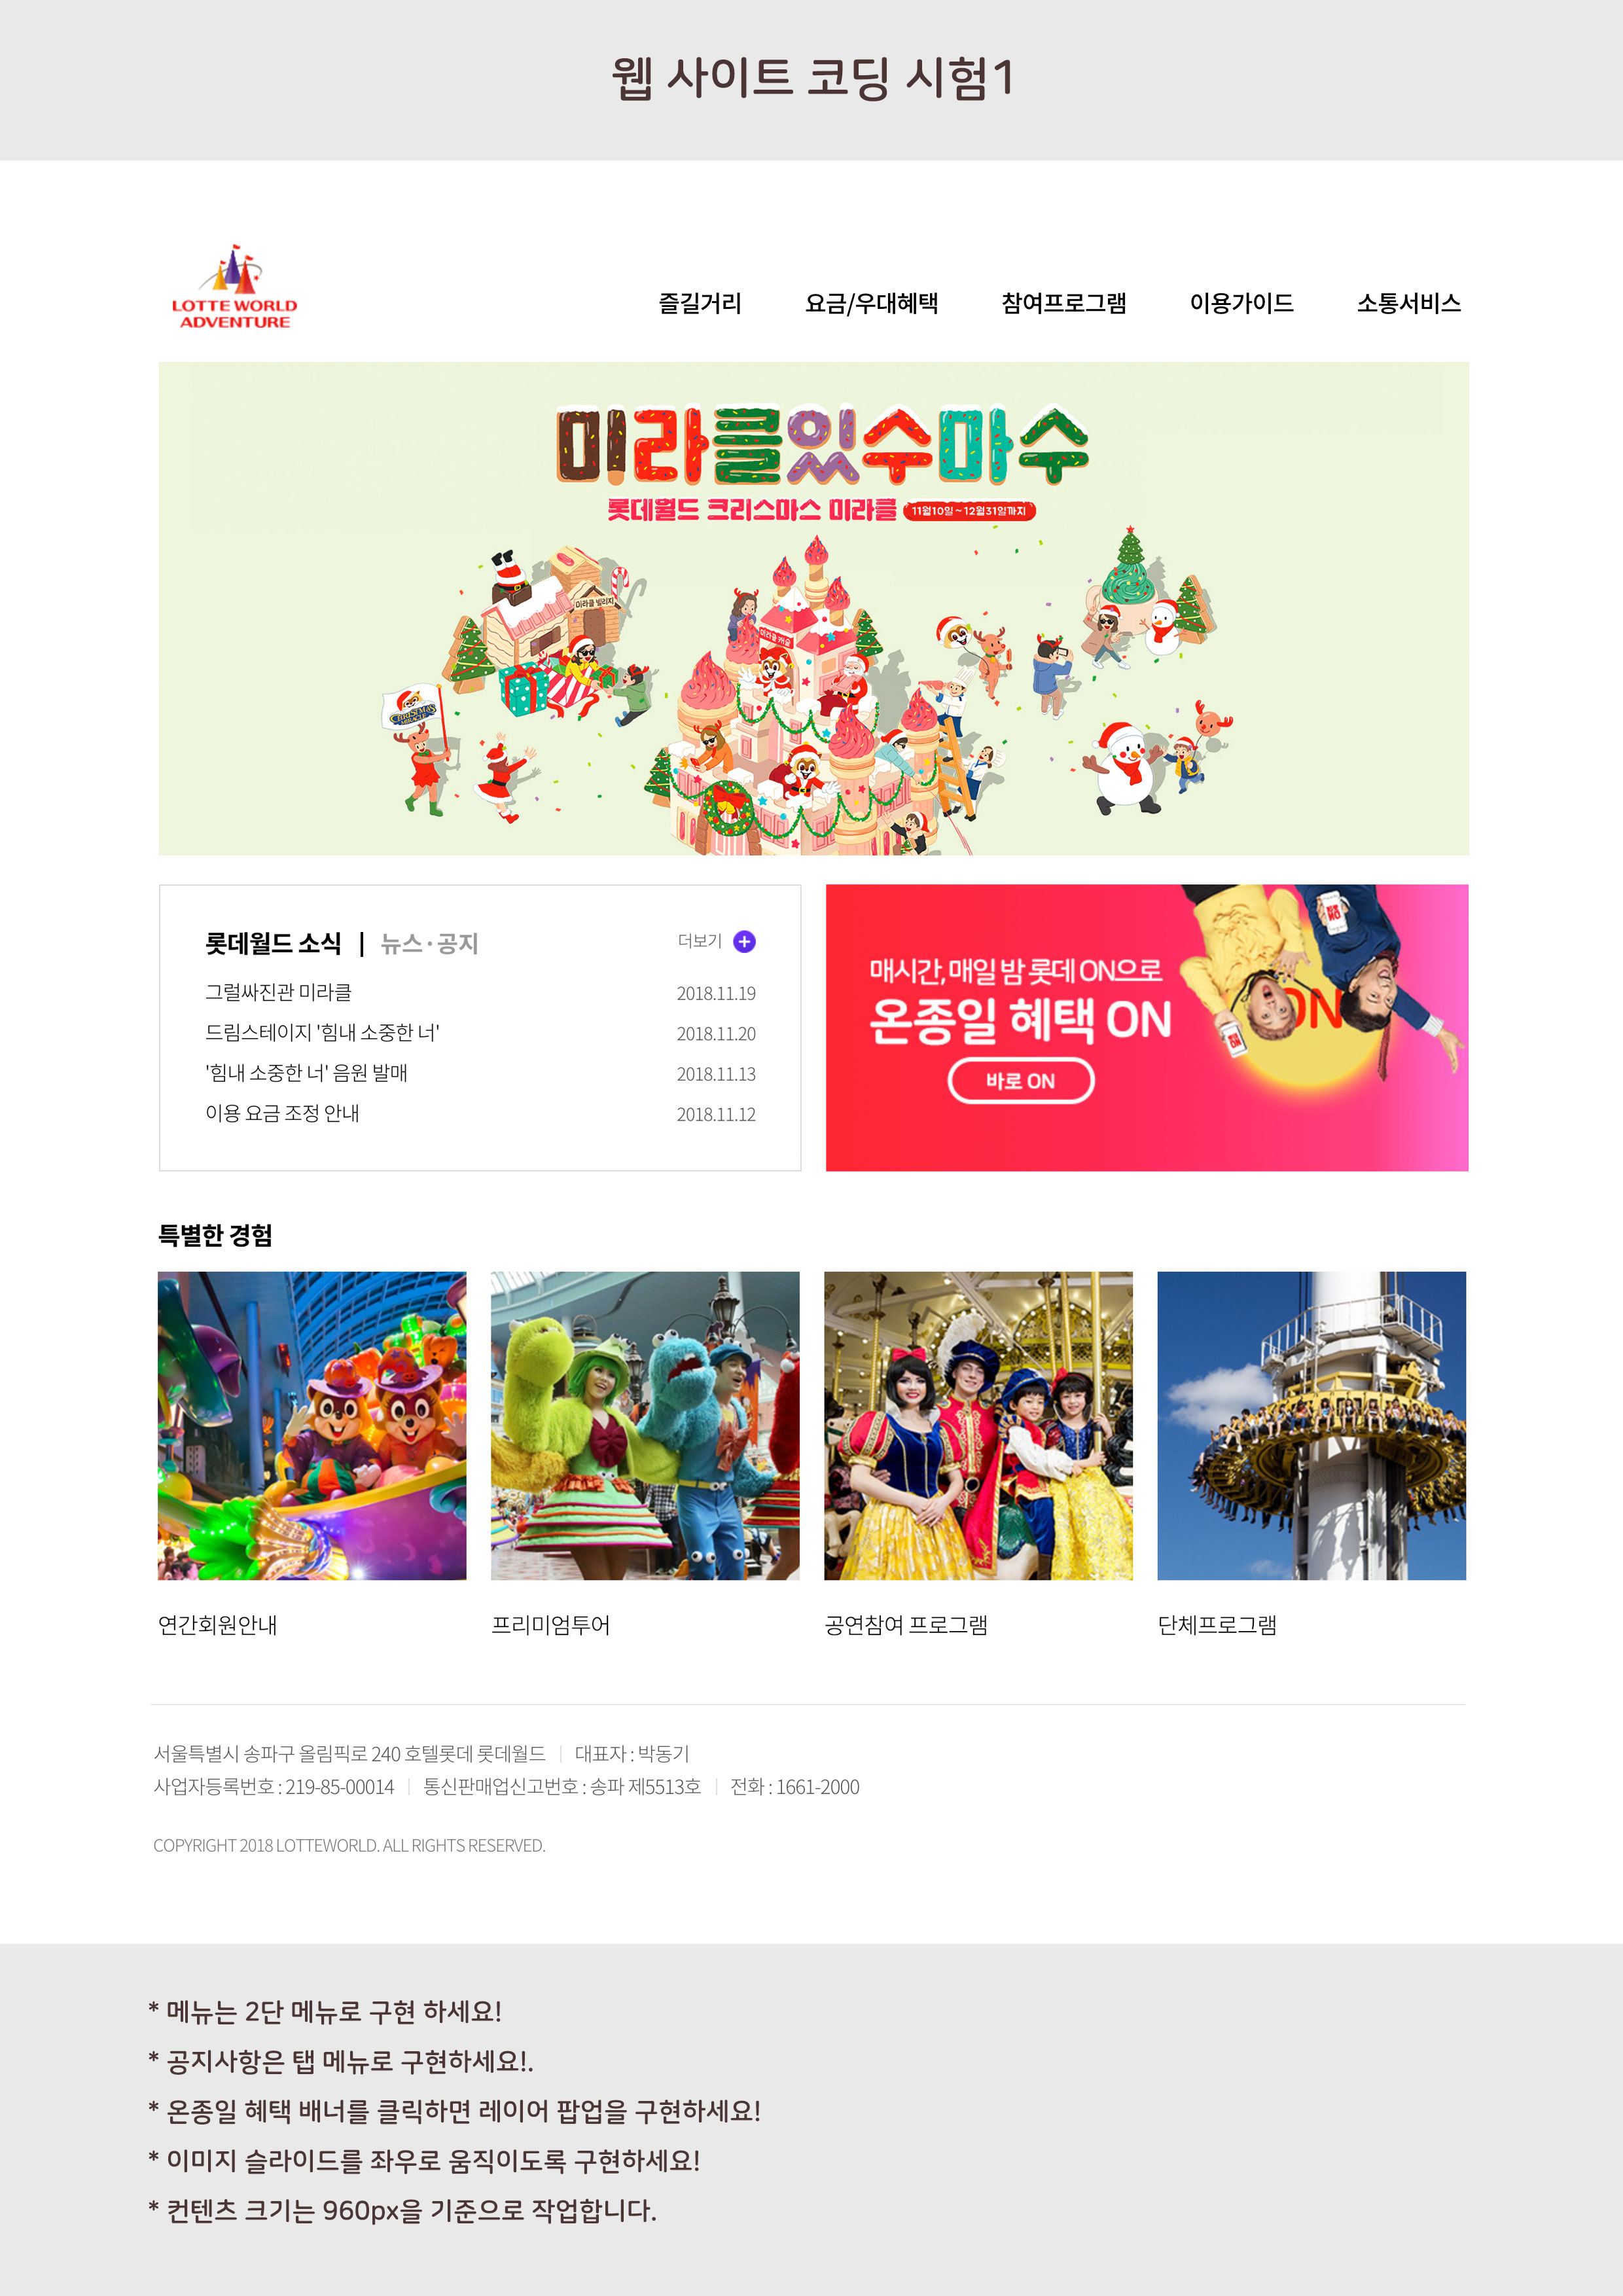 웹 사이트 코딩 시험1
LOTTE WORLD
ADVENTURE
즐길거리 요금/우대혜택 참여프로그램 이용가이드 소통서비스
미라클있수마수
롯데월드 크리스마스 미라클 11월10일~12월31일까지
미라클 빌리지
미라클 캐슬
CHRISTMAS
롯데월드 소식 | 뉴스·공지 더보기 +
그럴싸진관 미라클 2018.11.19
드림스테이지 '힘내 소중한 너' 2018.11.20
'힘내 소중한 너' 음원 발매 2018.11.13
이용 요금 조정 안내 2018.11.12
매시간, 매일 밤 롯데 ON으로
온종일 혜택 ON
바로 ON
ON
특별한 경험
연간회원안내 프리미엄투어 공연참여 프로그램 단체프로그램
서울특별시 송파구 올림픽로 240 호텔롯데 롯데월드 | 대표자 : 박동기
사업자등록번호 : 219-85-00014 | 통신판매업신고번호 : 송파 제5513호 | 전화 : 1661-2000
COPYRIGHT 2018 LOTTEWORLD. ALL RIGHTS RESERVED.
* 메뉴는 2단 메뉴로 구현 하세요!
* 공지사항은 탭 메뉴로 구현하세요!.
* 온종일 혜택 배너를 클릭하면 레이어 팝업을 구현하세요!
* 이미지 슬라이드를 좌우로 움직이도록 구현하세요!
* 컨텐츠 크기는 960px을 기준으로 작업합니다.